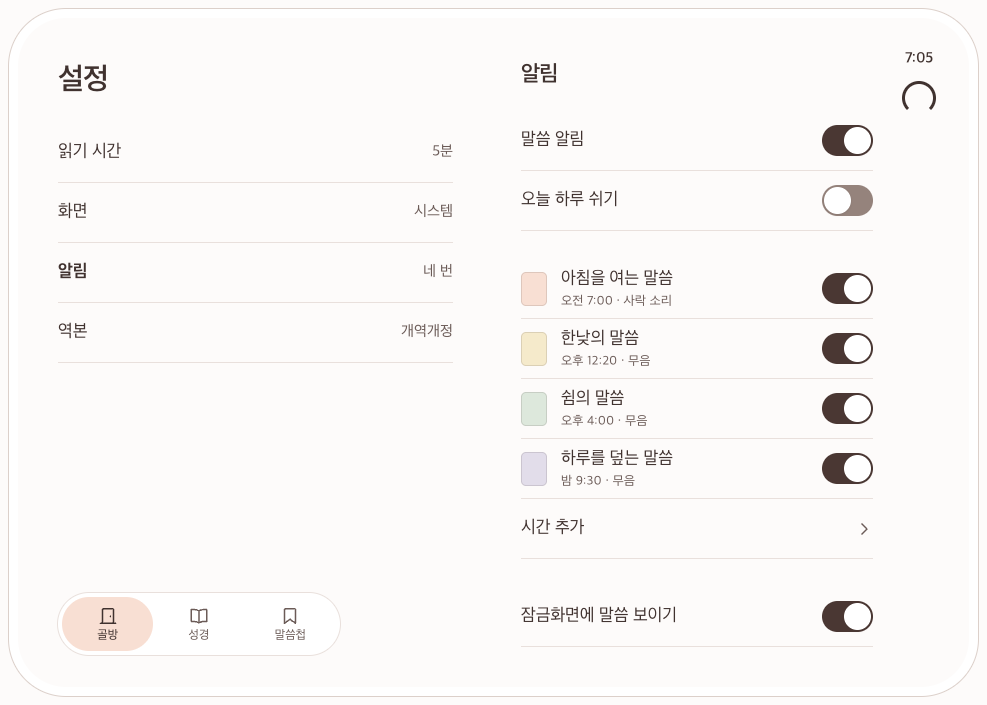 설정
읽기 시간
5분
화면
시스템
알림
네 번
역본
개역개정
골방
성경
말씀첩
7:05
알림
말씀 알림
오늘 하루 쉬기
아침을 여는 말씀
오전 7:00 · 사락 소리
한낮의 말씀
오후 12:20 · 무음
쉼의 말씀
오후 4:00 · 무음
하루를 덮는 말씀
밤 9:30 · 무음
시간 추가
잠금화면에 말씀 보이기